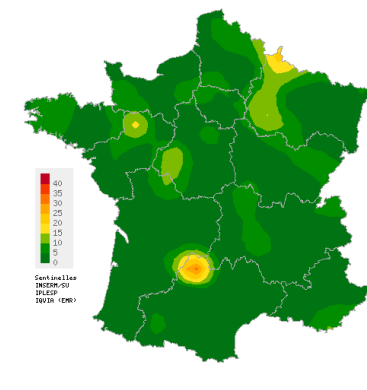 40
35
30
25
20
15
10
5
0
Sentinelles
INSERM/SU
IPLESP
IQVIA (EMR)